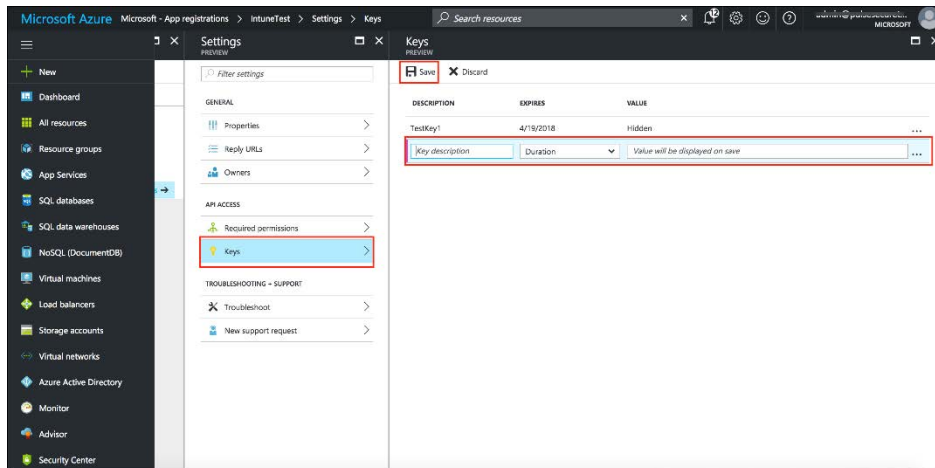 Microsoft Azure Microsoft - App registrations > IntuneTest > Settings > Keys
Search resources
MICROSOFT
New
Dashboard
All resources
Resource groups
App Services
SQL databases
SQL data warehouses
NoSQL (DocumentDB)
Virtual machines
Load balancers
Storage accounts
Virtual networks
Azure Active Directory
Monitor
Advisor
Security Center
Settings
PREVIEW
Filter settings
GENERAL
Properties
Reply URLs
Owners
API ACCESS
Required permissions
Keys
TROUBLESHOOTING + SUPPORT
Troubleshoot
New support request
Keys
PREVIEW
Save Discard
DESCRIPTION EXPIRES VALUE
TestKey1 4/19/2018 Hidden
Key description Duration Value will be displayed on save